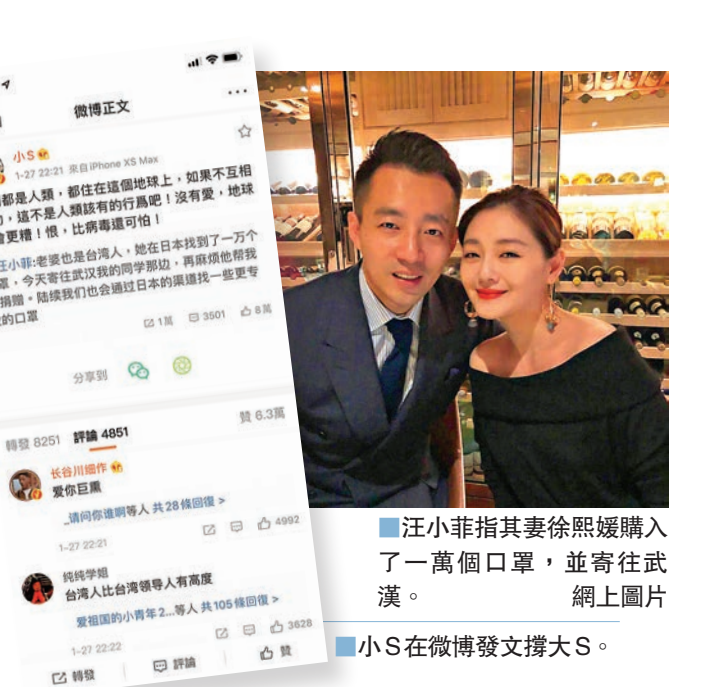 微博正文
小S
1-27 22:21 來自iPhone XS Max
都是人類，都住在這個地球上，如果不互相
，這不是人類該有的行爲吧！沒有愛，地球
會更糟！恨，比病毒還可怕！
汪小菲:老婆也是台湾人，她在日本找到了一万个
罩，今天寄往武汉我的同学那边，再麻烦他帮我
捐赠。陆续我们也会通过日本的渠道找一些更专
的口罩
1萬 3501 8萬
分享到
轉發 8251 評論 4851 贊 6.3萬
长谷川细作
爱你巨熏
_请问你谁啊等人 共28條回復 >
1-27 22:21 4992
纯纯学姐
台湾人比台湾领导人有高度
爱祖国的小青年2...等人 共105條回復 >
1-27 22:22 3628
轉發 評論 贊
■汪小菲指其妻徐熙媛購入
了一萬個口罩，並寄往武
漢。 網上圖片
■小S在微博發文撐大S。